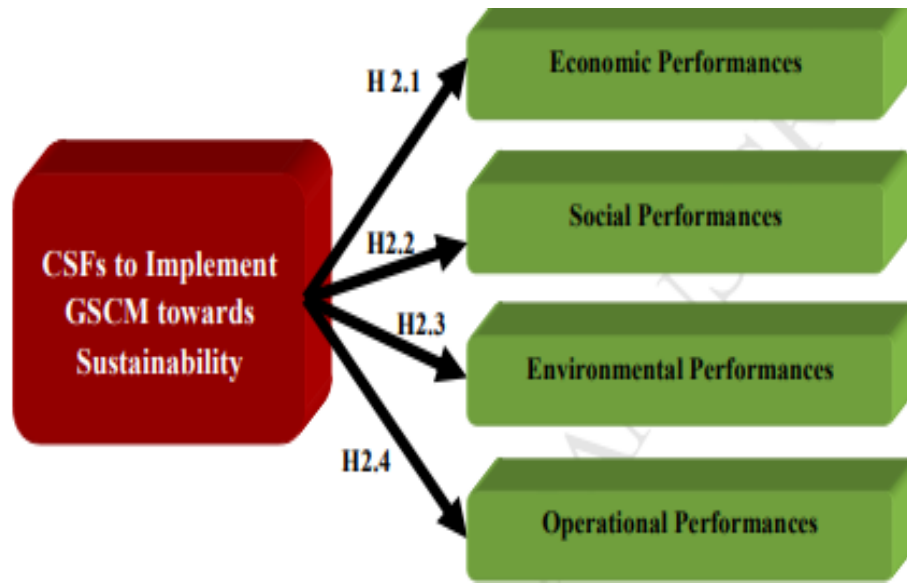 H 2.1
Economic Performances
H2.2
Social Performances
CSFs to Implement
GSCM towards
Sustainability
H2.3
Environmental Performances
H2.4
Operational Performances